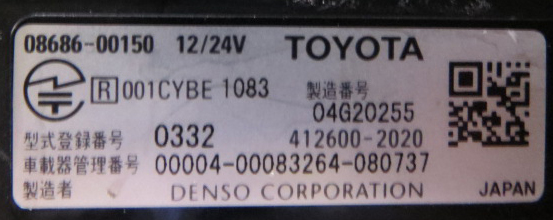 08686-00150 12/24V TOYOTA
R 001CYBE 1083 製造番号
04G20255
型式登録番号 0332 412600-2020
車載器管理番号 00004-00083264-080737
製造者 DENSO CORPORATION JAPAN